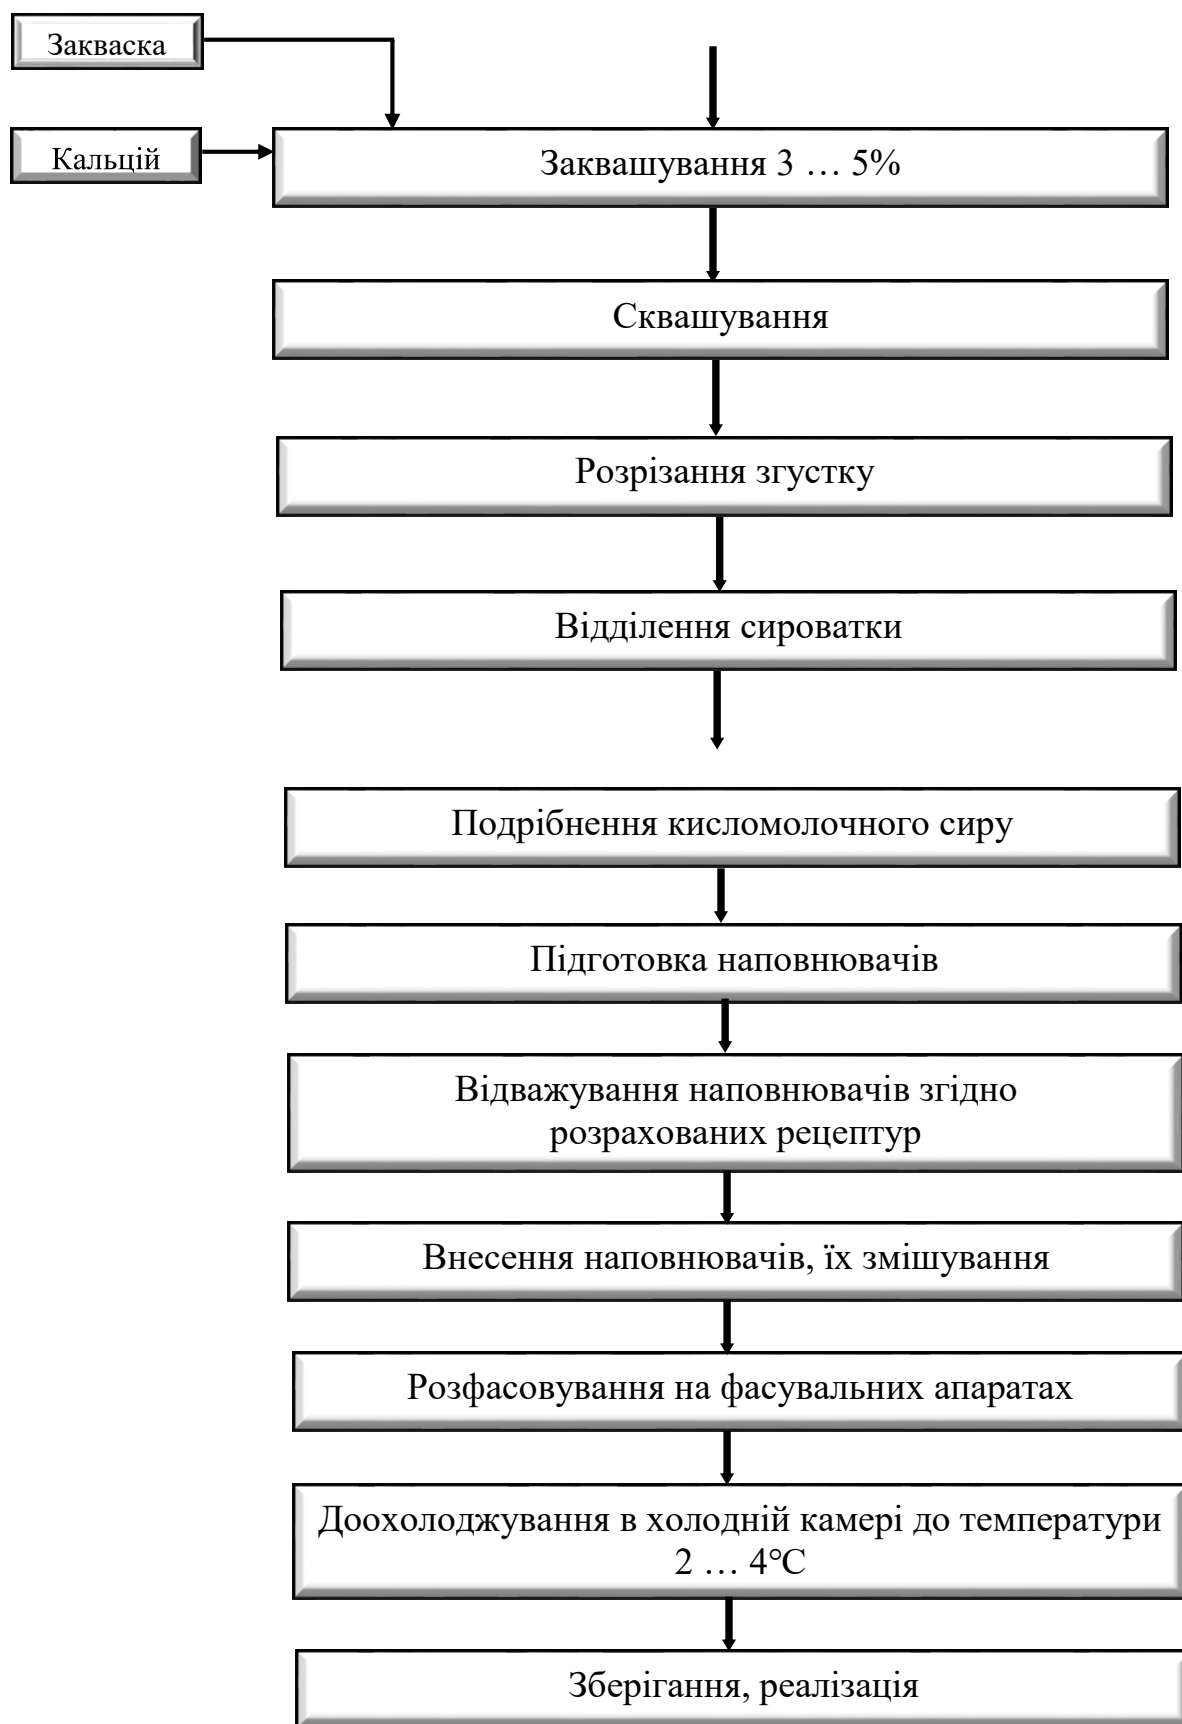 Закваска
Кальцій
Заквашування 3 … 5%
Сквашування
Розрізання згустку
Відділення сироватки
Подрібнення кисломолочного сиру
Підготовка наповнювачів
Відважування наповнювачів згідно
розрахованих рецептур
Внесення наповнювачів, їх змішування
Розфасовування на фасувальних апаратах
Доохолоджування в холодній камері до температури
2 … 4°С
Зберігання, реалізація